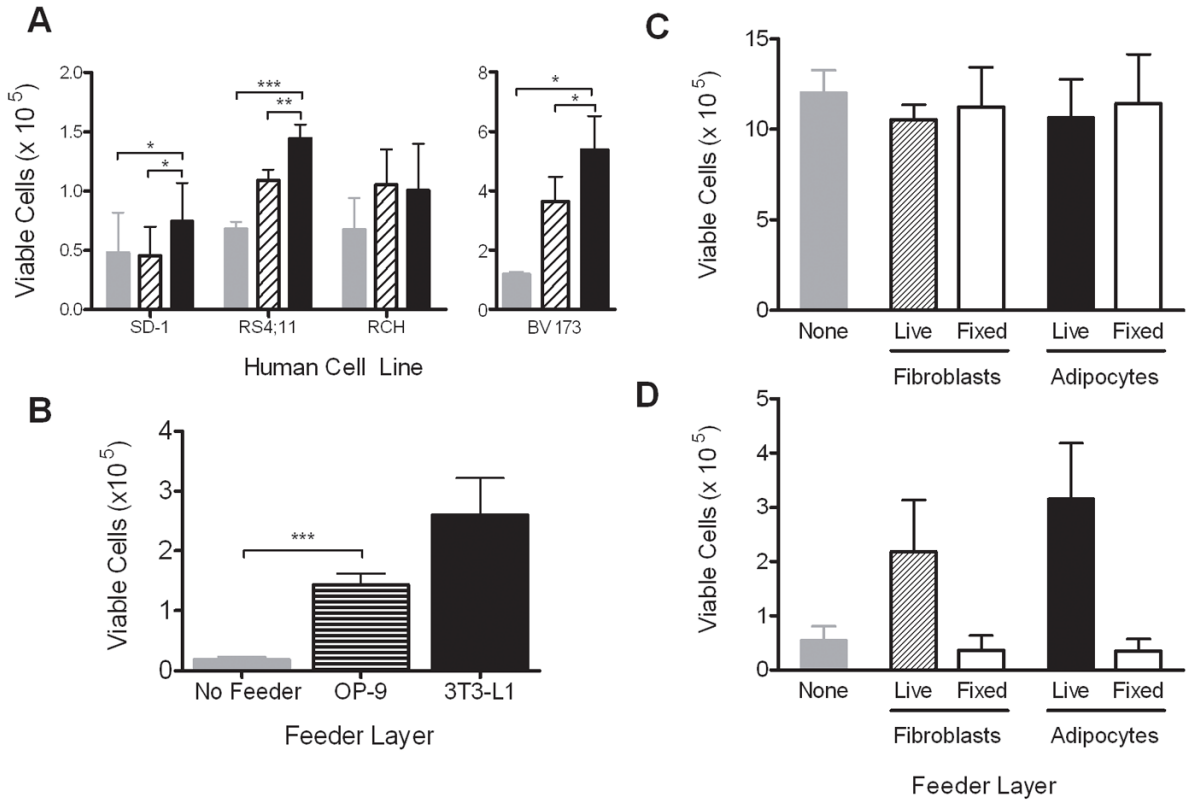 A
Viable Cells (x 10 5)
2.0
1.5
1.0
0.5
0.0
*
*
***
**
SD-1
RS4;11
RCH
8
6
4
2
0
*
*
BV 173
Human Cell Line
B
Viable Cells (x10 5)
4
3
2
1
0
***
No Feeder
OP-9
3T3-L1
Feeder Layer
C
Viable Cells (x 10 5)
15
10
5
0
None
Live
Fixed
Live
Fixed
Fibroblasts
Adipocytes
D
Viable Cells (x 10 5)
5
4
3
2
1
0
None
Live
Fixed
Live
Fixed
Fibroblasts
Adipocytes
Feeder Layer